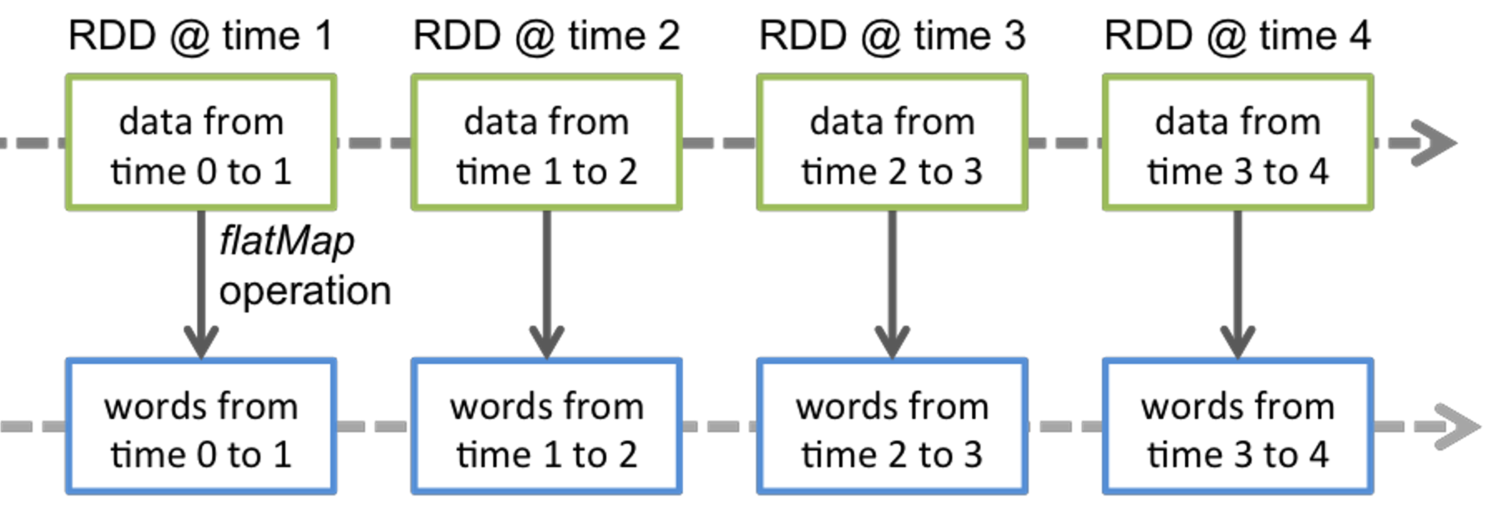 RDD @ time 1
RDD @ time 2
RDD @ time 3
RDD @ time 4
data from
time 0 to 1
data from
time 1 to 2
data from
time 2 to 3
data from
time 3 to 4
flatMap
operation
words from
time 0 to 1
words from
time 1 to 2
words from
time 2 to 3
words from
time 3 to 4